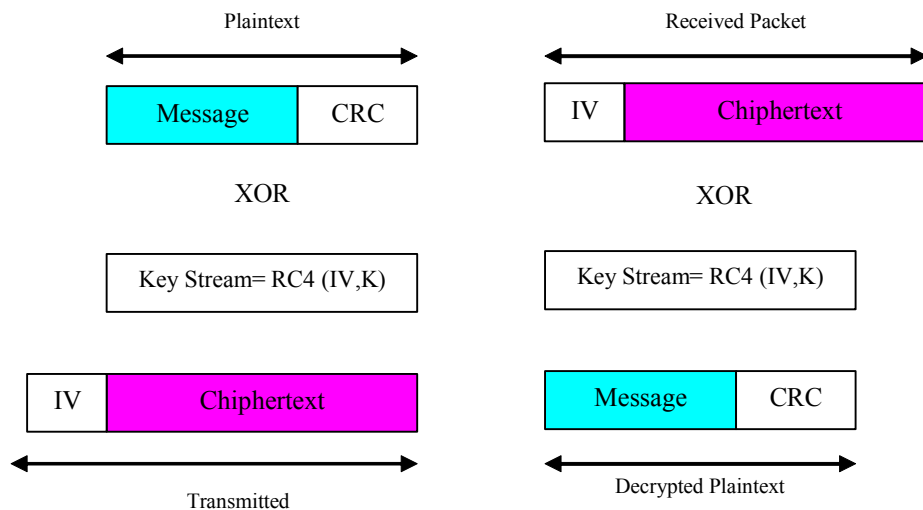 Plaintext
Message CRC
XOR
Key Stream= RC4 (IV,K)
IV Chiphertext
Transmitted
Received Packet
IV Chiphertext
XOR
Key Stream= RC4 (IV,K)
Message CRC
Decrypted Plaintext